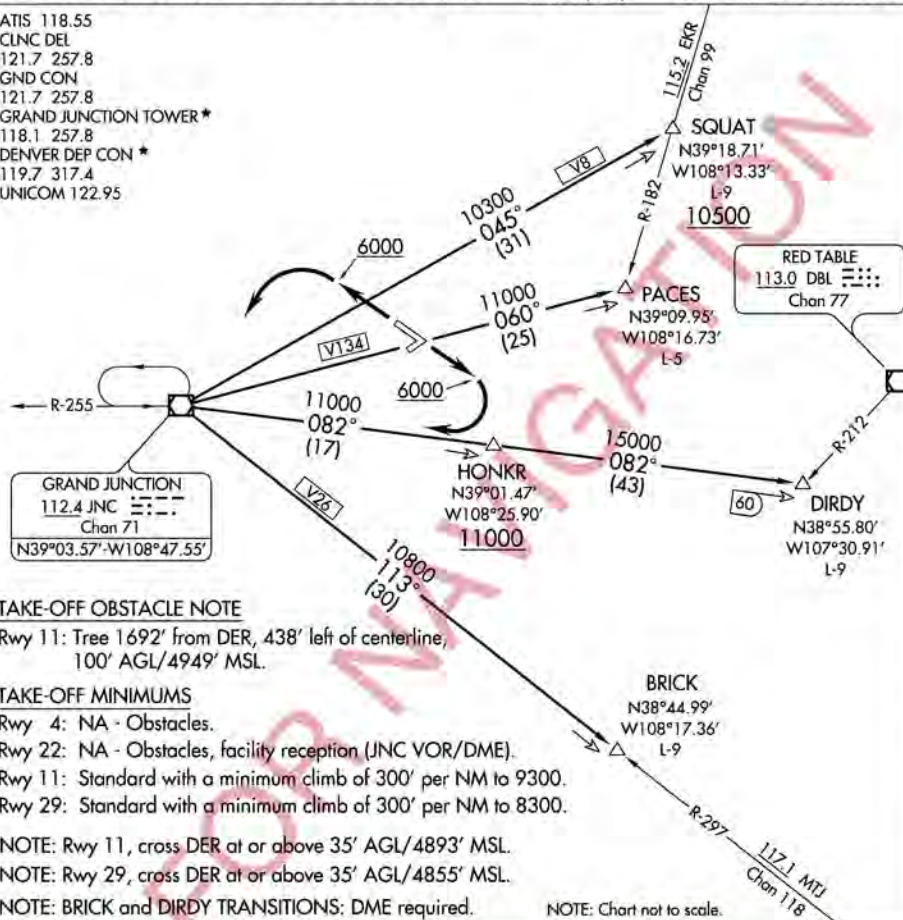 ATIS 118.55
CLNC DEL
121.7 257.8
GND CON
121.7 257.8
GRAND JUNCTION TOWER ★
118.1 257.8
DENVER DEP CON ★
119.7 317.4
UNICOM 122.95
115.2 EKR
Chan 99
SQUAT
N39°18.71'
W108°13.33'
L-9
10500
R-182
V8
10300
045°
(31)
6000
RED TABLE
113.0 DBL
Chan 77
11000
060°
(25)
PACES
N39°09.95'
W108°16.73'
L-5
V134
6000
R-255
11000
082°
(17)
R-212
15000
082°
(43)
HONKR
N39°01.47'
W108°25.90'
11000
60
DIRDY
N38°55.80'
W107°30.91'
L-9
GRAND JUNCTION
112.4 JNC
Chan 71
N39°03.57'-W108°47.55'
V26
10800
113°
(30)
TAKE-OFF OBSTACLE NOTE
Rwy 11: Tree 1692' from DER, 438' left of centerline,
100' AGL/4949' MSL.
TAKE-OFF MINIMUMS
Rwy 4: NA - Obstacles.
Rwy 22: NA - Obstacles, facility reception (JNC VOR/DME).
Rwy 11: Standard with a minimum climb of 300' per NM to 9300.
Rwy 29: Standard with a minimum climb of 300' per NM to 8300.
BRICK
N38°44.99'
W108°17.36'
L-9
R-297
117.1 MTJ
Chan 118
NOTE: Rwy 11, cross DER at or above 35' AGL/4893' MSL.
NOTE: Rwy 29, cross DER at or above 35' AGL/4855' MSL.
NOTE: BRICK and DIRDY TRANSITIONS: DME required.
NOTE: Chart not to scale.
FOR NAVIGATION